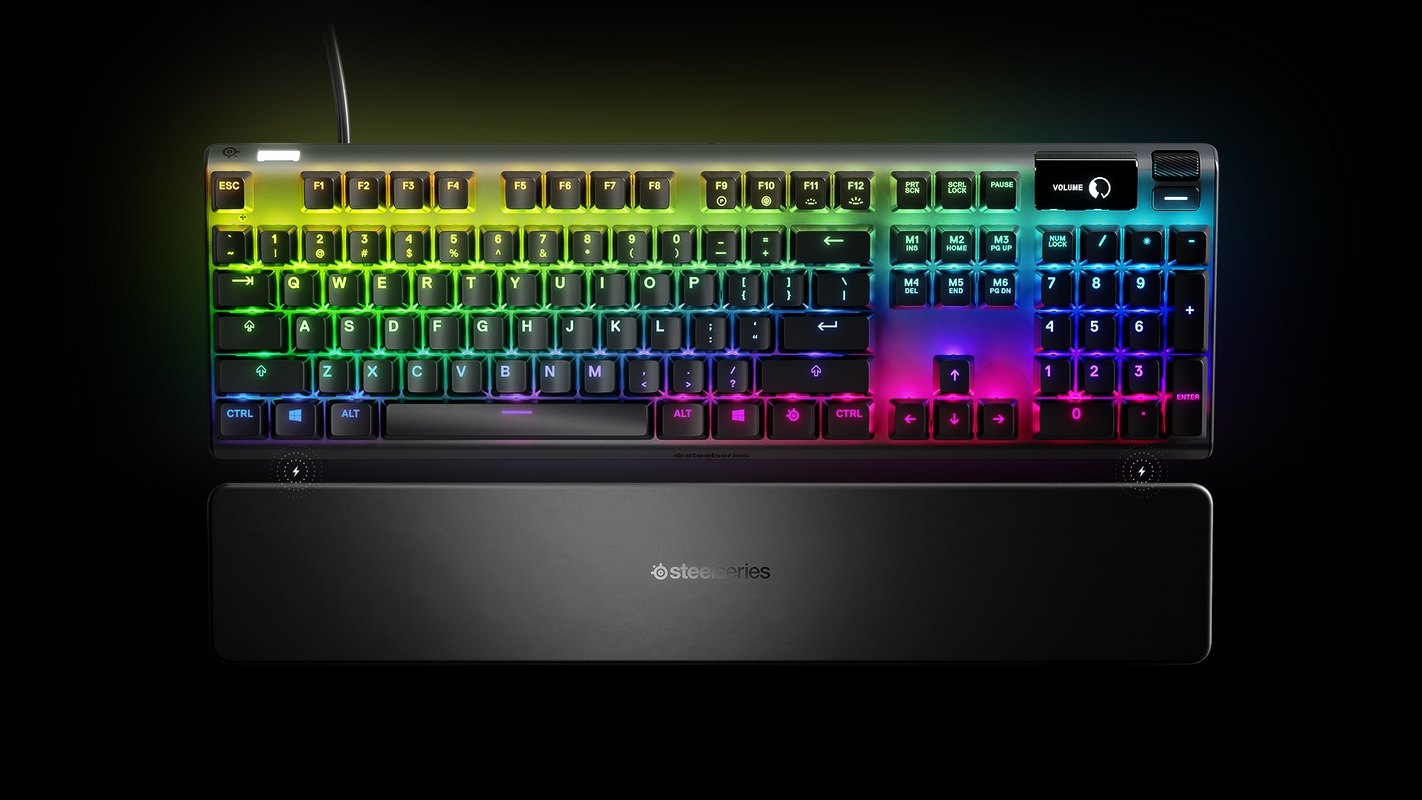 ESC F1 F2 F3 F4 F5 F6 F7 F8 F9 F10 F11 F12 PRT SCN SCRL LOCK PAUSE VOLUME
` ~ 1 ! 2 @ 3 # 4 $ 5 % 6 ^ 7 & 8 * 9 ( 0 ) - — = + ← M1 INS M2 HOME M3 PG UP NUM LOCK / * -
Q W E R T Y U I O P [ { ] } \ | M4 DEL M5 END M6 PG DN 7 8 9 +
A S D F G H J K L ; : ‘ “ 4 5 6
Z X C V B N M , < . > / ? ↑ 1 2 3 ENTER
CTRL ALT ALT CTRL ← ↓ → 0 .
steelseries
steelseries